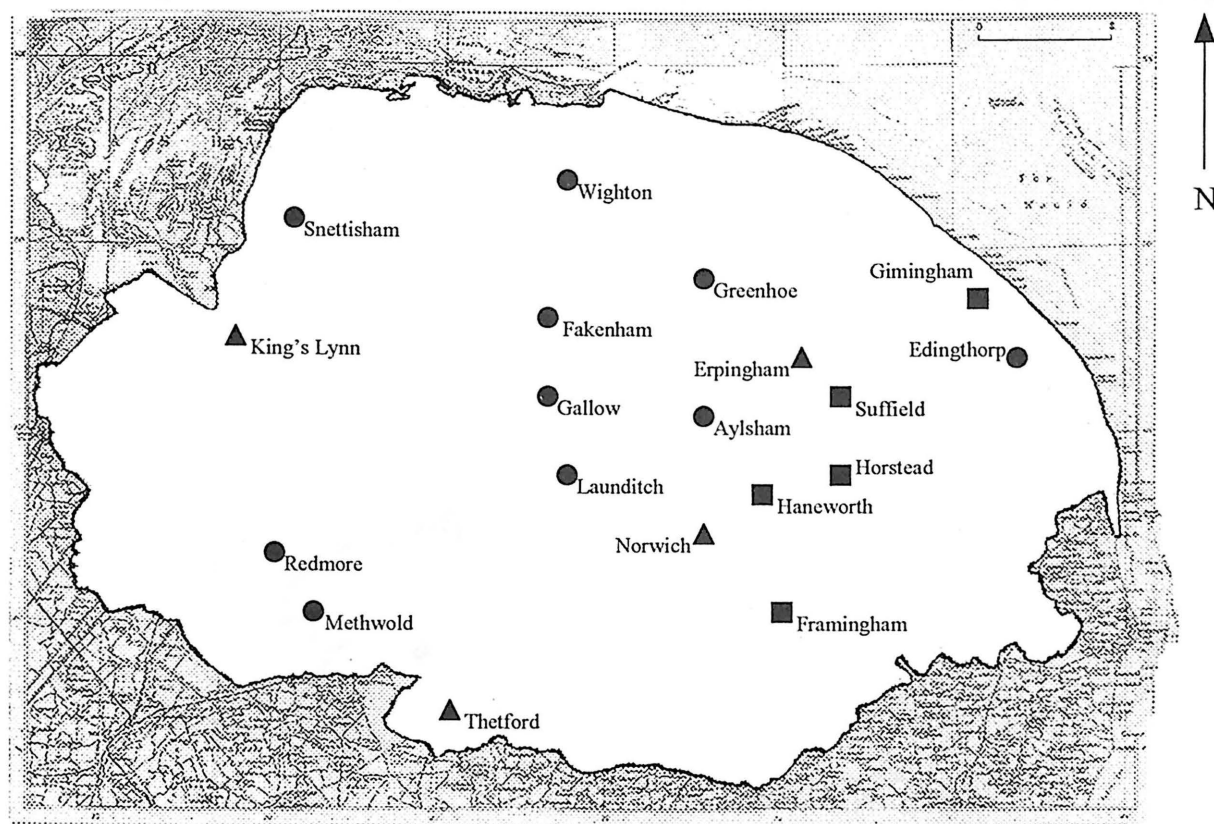 N
Wighton
Snettisham
Greenhoe
Gimingham
Fakenham
King's Lynn
Edingthorp
Erpingham
Gallow
Suffield
Aylsham
Horstead
Launditch
Haneworth
Norwich
Redmore
Methwold
Framingham
Thetford